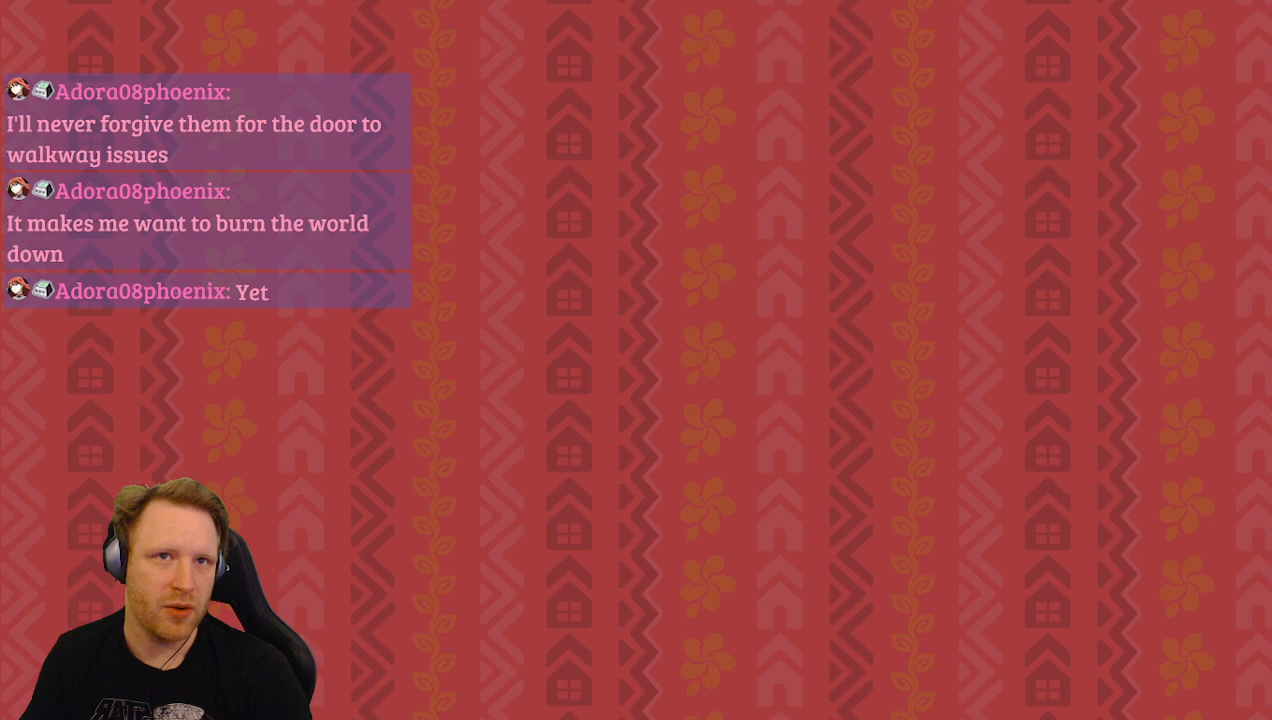 Adora08phoenix:
I'll never forgive them for the door to
walkway issues
Adora08phoenix:
It makes me want to burn the world
down
Adora08phoenix: Yet